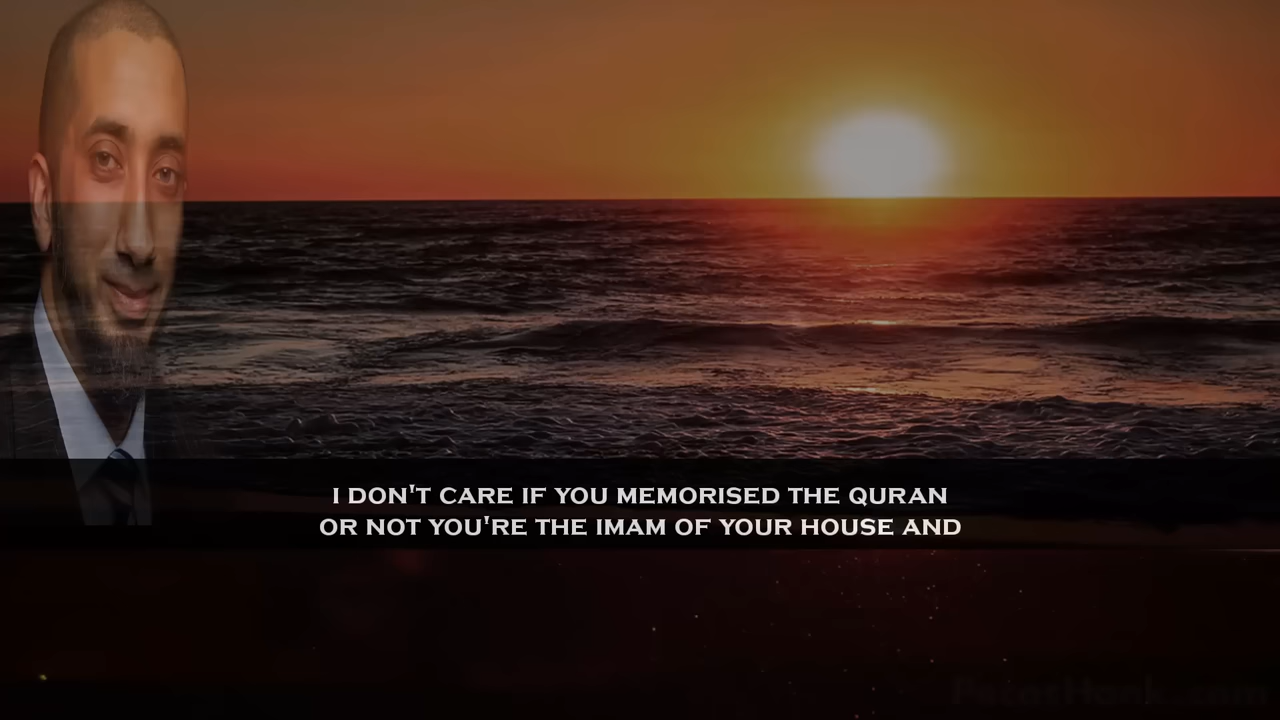 I DON'T CARE IF YOU MEMORISED THE QURAN
OR NOT YOU'RE THE IMAM OF YOUR HOUSE AND